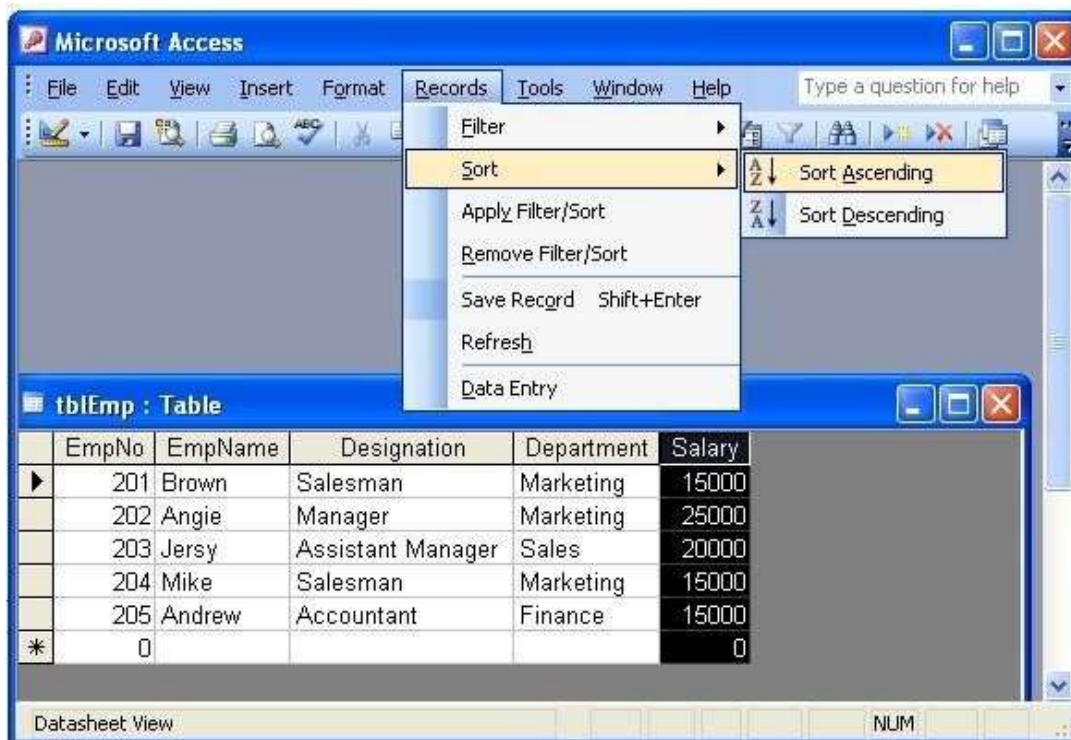 Microsoft Access
File Edit View Insert Format Records Tools Window Help Type a question for help
ABC
Filter
Sort
A Z Sort Ascending
Z A Sort Descending
Apply Filter/Sort
Remove Filter/Sort
Save Record Shift+Enter
Refresh
Data Entry
tblEmp : Table
EmpNo EmpName Designation Department Salary
201 Brown Salesman Marketing 15000
202 Angie Manager Marketing 25000
203 Jersy Assistant Manager Sales 20000
204 Mike Salesman Marketing 15000
205 Andrew Accountant Finance 15000
* 0 0
Datasheet View NUM